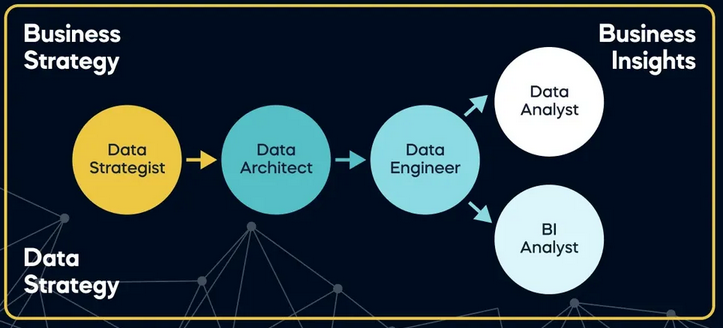 Business
Strategy
Business
Insights
Data
Strategist
Data
Architect
Data
Engineer
Data
Analyst
BI
Analyst
Data
Strategy